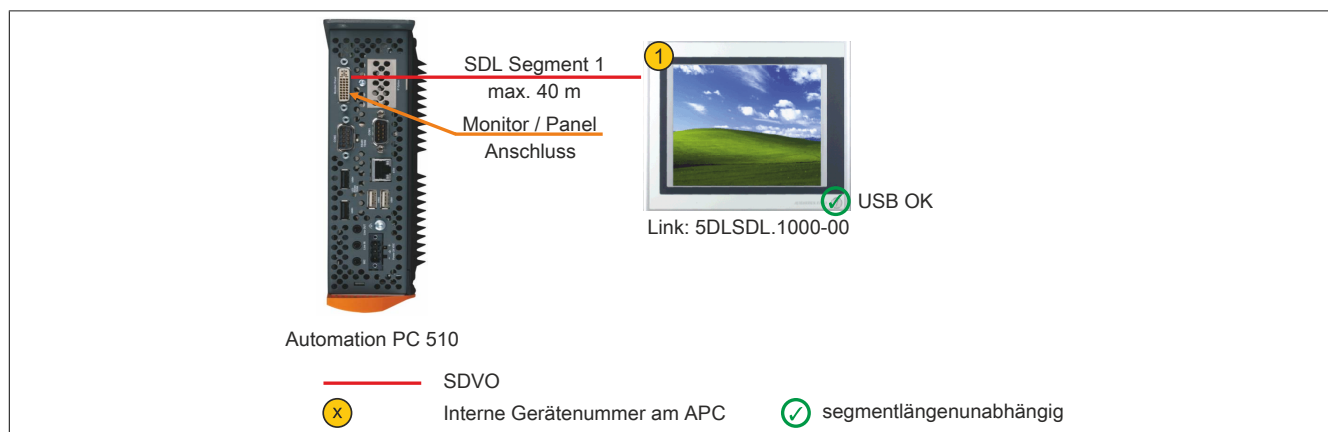 SDL Segment 1
max. 40 m
Monitor / Panel
Anschluss
1
USB OK
Link: 5DLSDL.1000-00
Automation PC 510
SDVO
x
Interne Gerätenummer am APC
segmentlängenunabhängig